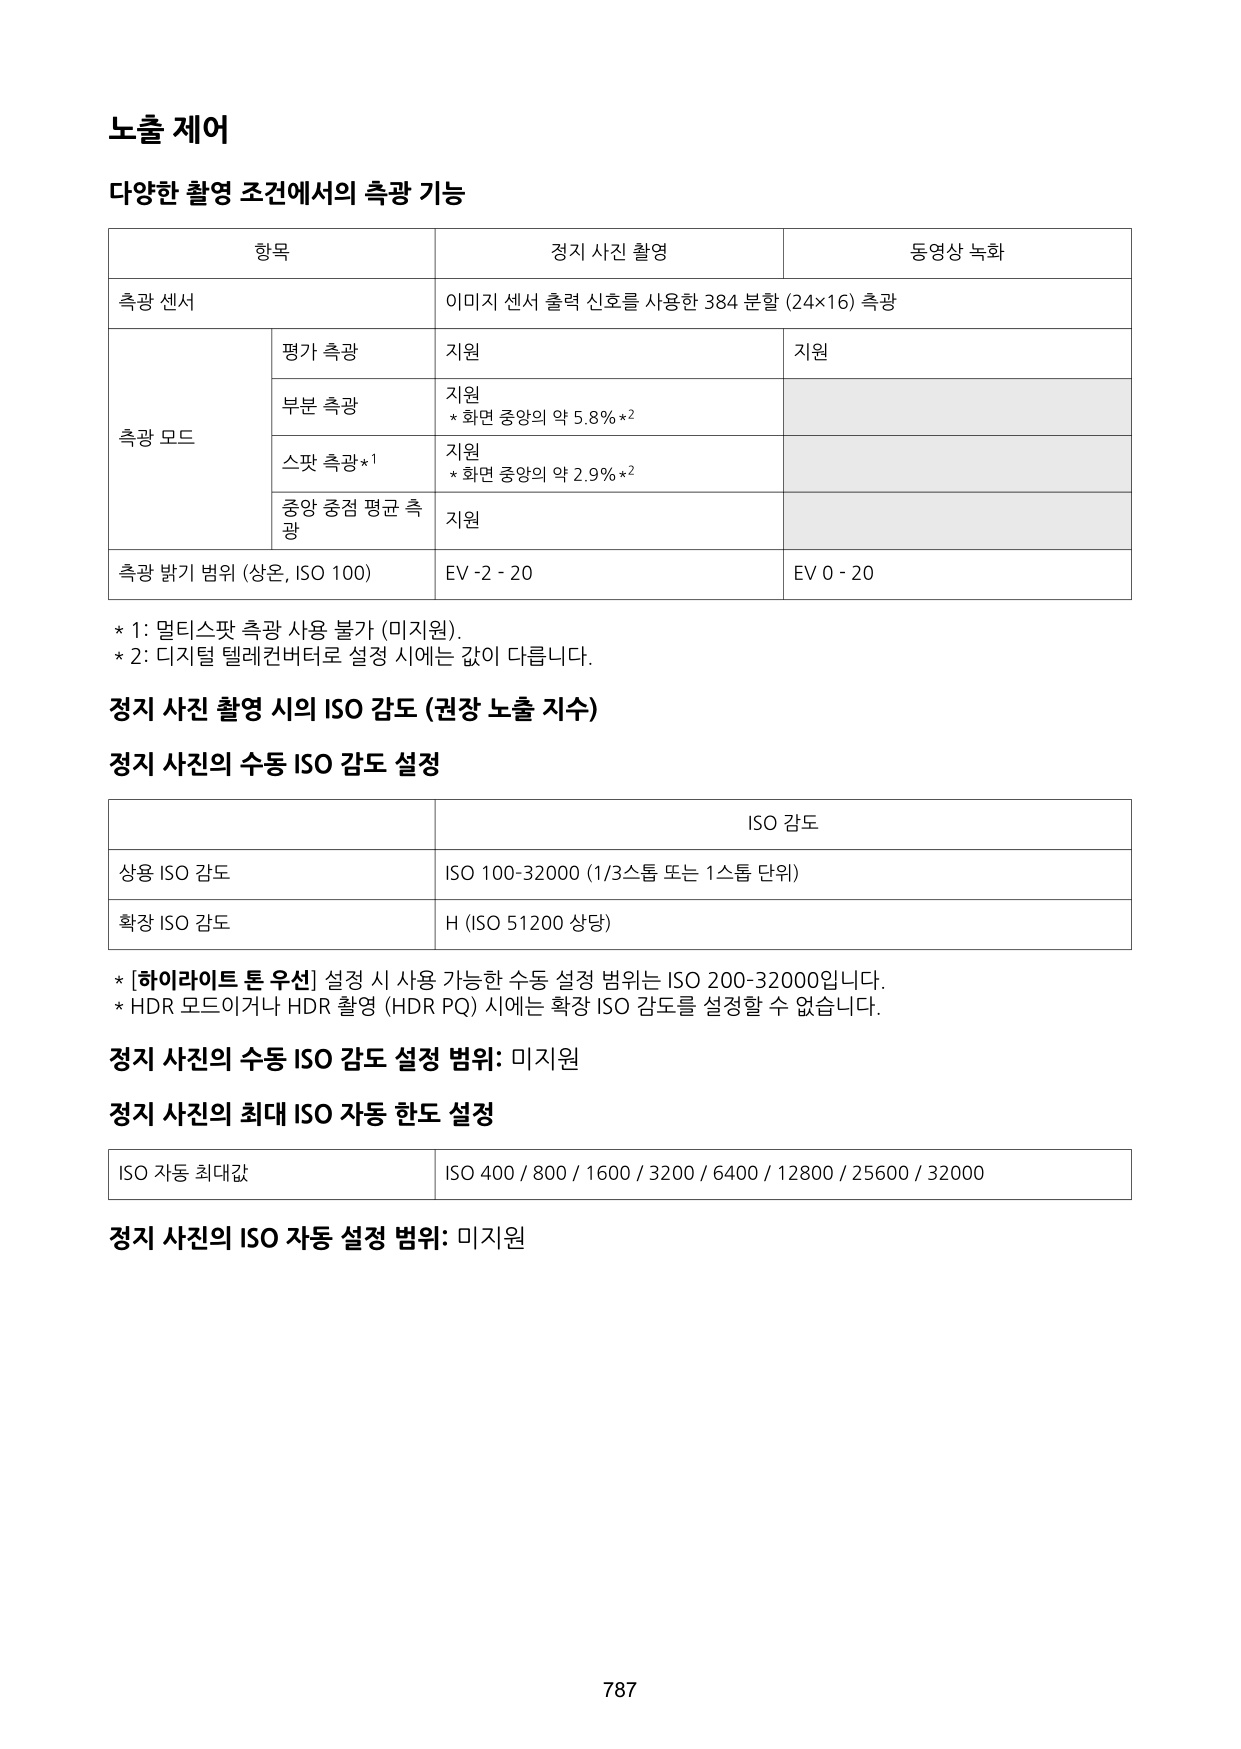 노출 제어
다양한 촬영 조건에서의 측광 기능
항목 정지 사진 촬영 동영상 녹화
측광 센서 이미지 센서 출력 신호를 사용한 384 분할 (24×16) 측광
측광 모드
평가 측광 지원 지원
부분 측광 지원
* 화면 중앙의 약 5.8%*2
스팟 측광*1 지원
* 화면 중앙의 약 2.9%*2
중앙 중점 평균 측
광 지원
측광 밝기 범위 (상온, ISO 100) EV -2 - 20 EV 0 - 20
* 1: 멀티스팟 측광 사용 불가 (미지원).
* 2: 디지털 텔레컨버터로 설정 시에는 값이 다릅니다.
정지 사진 촬영 시의 ISO 감도 (권장 노출 지수)
정지 사진의 수동 ISO 감도 설정
ISO 감도
상용 ISO 감도 ISO 100-32000 (1/3스톱 또는 1스톱 단위)
확장 ISO 감도 H (ISO 51200 상당)
* [하이라이트 톤 우선] 설정 시 사용 가능한 수동 설정 범위는 ISO 200-32000입니다.
* HDR 모드이거나 HDR 촬영 (HDR PQ) 시에는 확장 ISO 감도를 설정할 수 없습니다.
정지 사진의 수동 ISO 감도 설정 범위: 미지원
정지 사진의 최대 ISO 자동 한도 설정
ISO 자동 최대값 ISO 400 / 800 / 1600 / 3200 / 6400 / 12800 / 25600 / 32000
정지 사진의 ISO 자동 설정 범위: 미지원
787